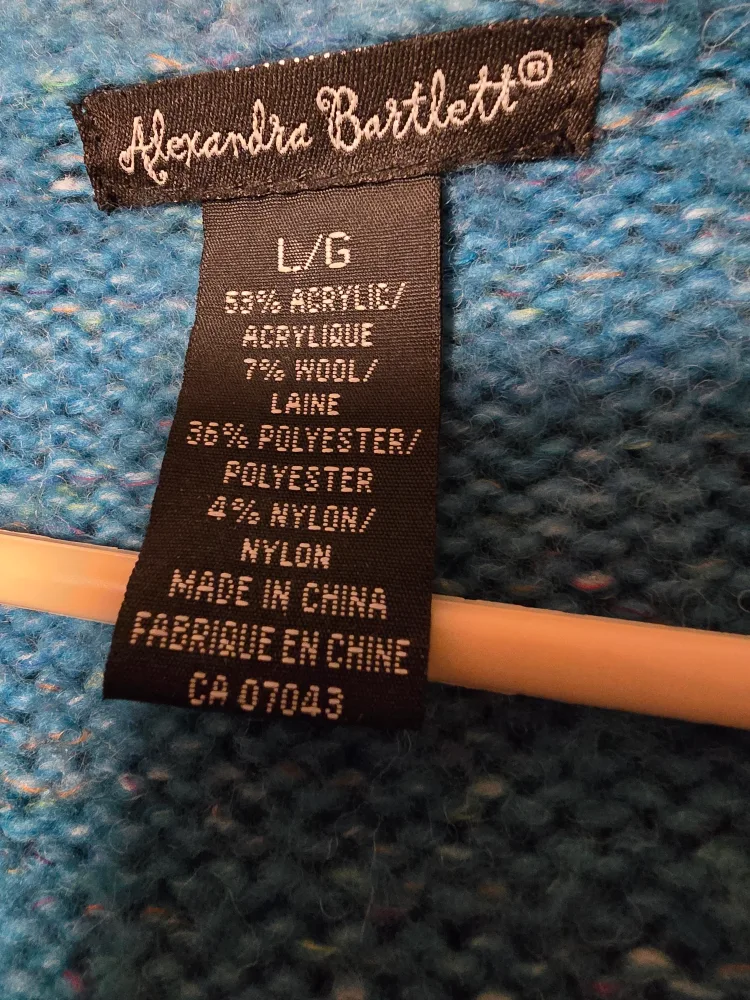 Alexandra Bartlett®
L/G
53% ACRYLIC/
ACRYLIQUE
7% WOOL/
LAINE
36% POLYESTER/
POLYESTER
4% NYLON/
NYLON
MADE IN CHINA
FABRIQUE EN CHINE
CA 07043